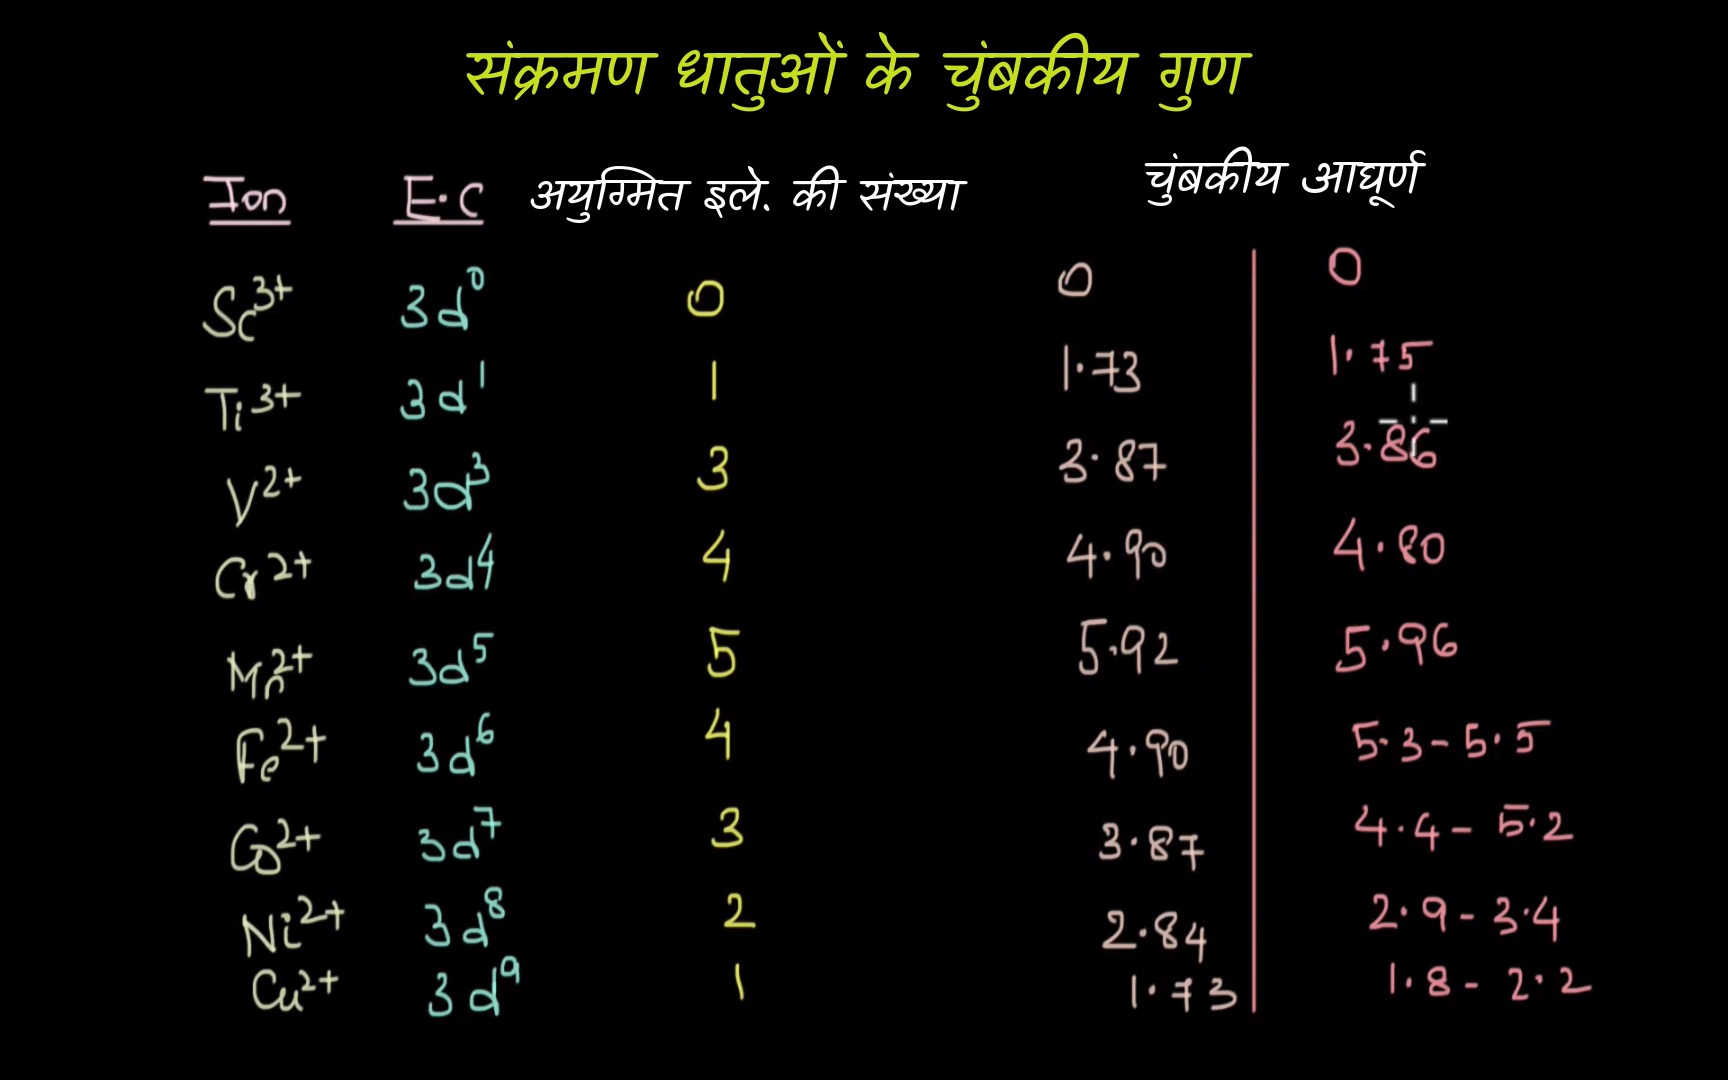 संक्रमण धातुओं के चुंबकीय गुण
Ion E.C अयुग्मित इले. की संख्या चुंबकीय आघूर्ण
Sc³⁺ 3d⁰ 0 0 0
Ti³⁺ 3d¹ 1 1.73 1.75
V²⁺ 3d³ 3 3.87 3.86
Cr²⁺ 3d⁴ 4 4.90 4.80
Mn²⁺ 3d⁵ 5 5.92 5.96
Fe²⁺ 3d⁶ 4 4.90 5.3-5.5
Co²⁺ 3d⁷ 3 3.87 4.4-5.2
Ni²⁺ 3d⁸ 2 2.84 2.9-3.4
Cu²⁺ 3d⁹ 1 1.73 1.8-2.2